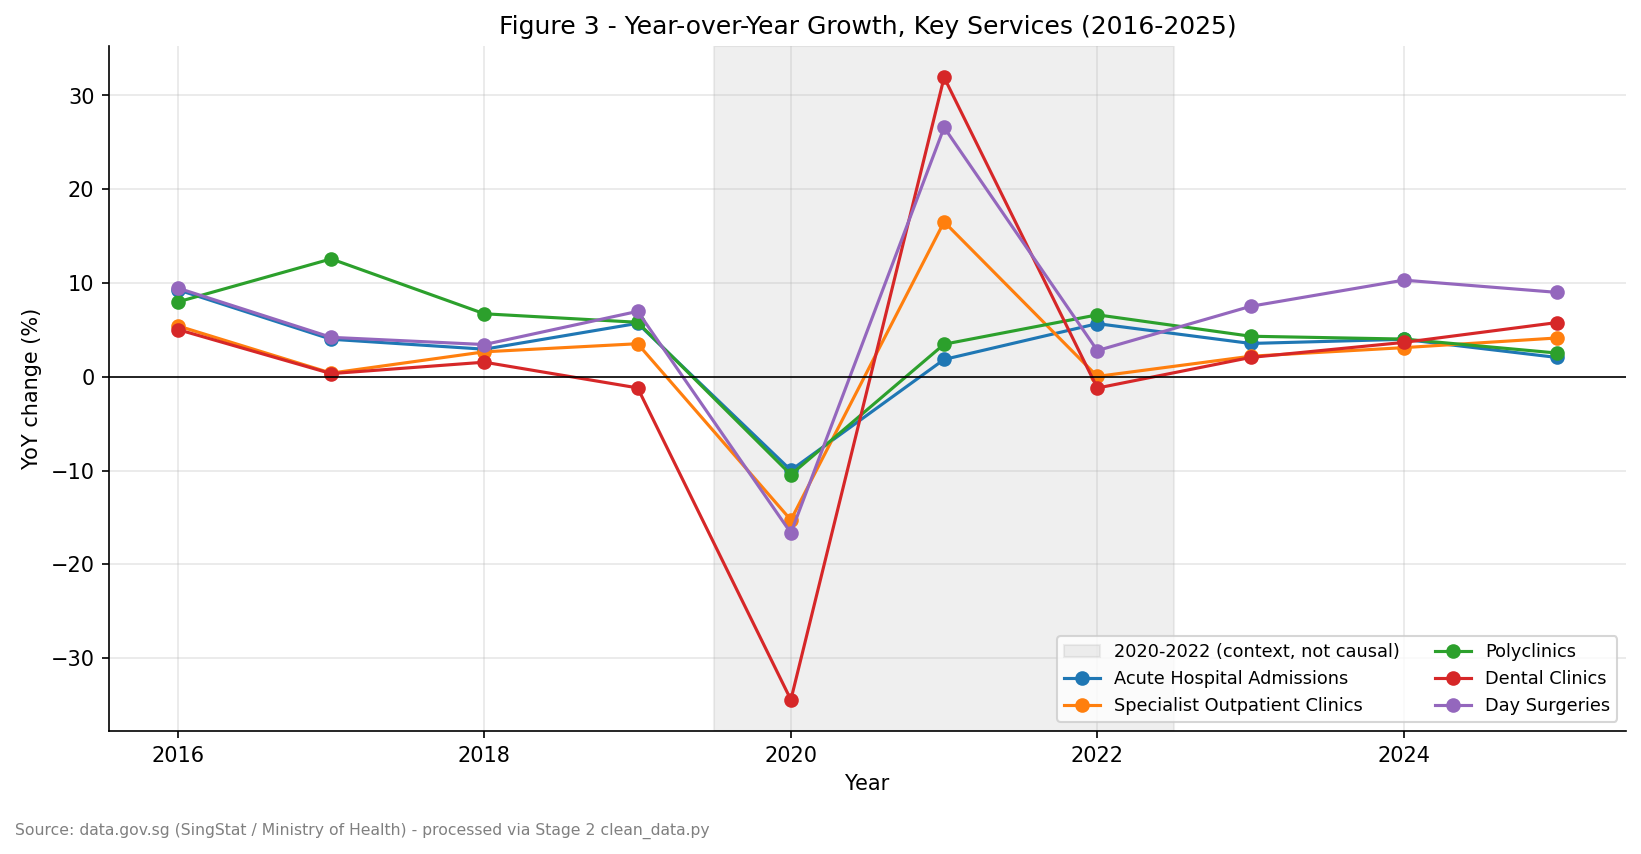 Figure 3 - Year-over-Year Growth, Key Services (2016-2025)
YoY change (%)
30
20
10
0
−10
−20
−30
2020-2022 (context, not causal)
Acute Hospital Admissions
Specialist Outpatient Clinics
Polyclinics
Dental Clinics
Day Surgeries
2016
2018
2020
2022
2024
Year
Source: data.gov.sg (SingStat / Ministry of Health) - processed via Stage 2 clean_data.py